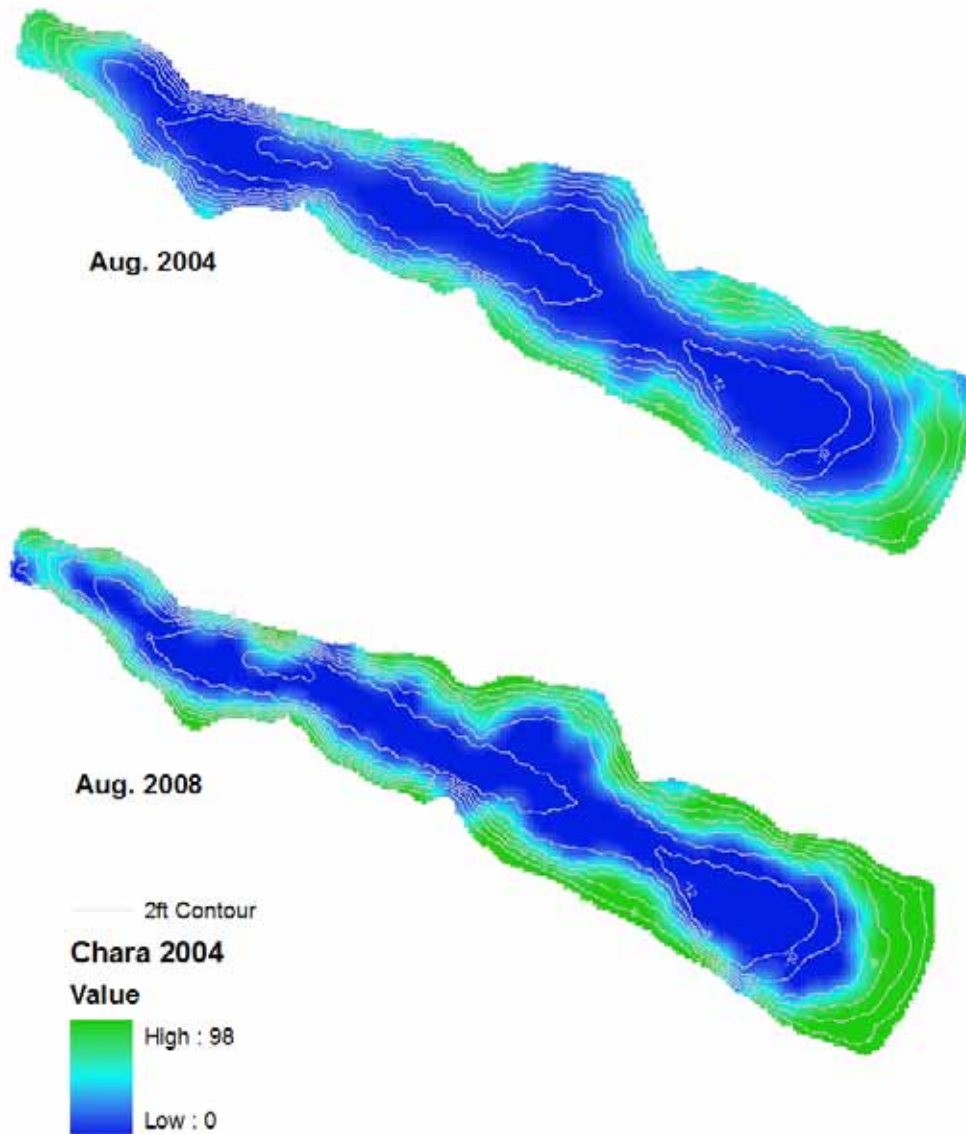 Aug. 2004
Aug. 2008
2ft Contour
Chara 2004
Value
High : 98
Low : 0